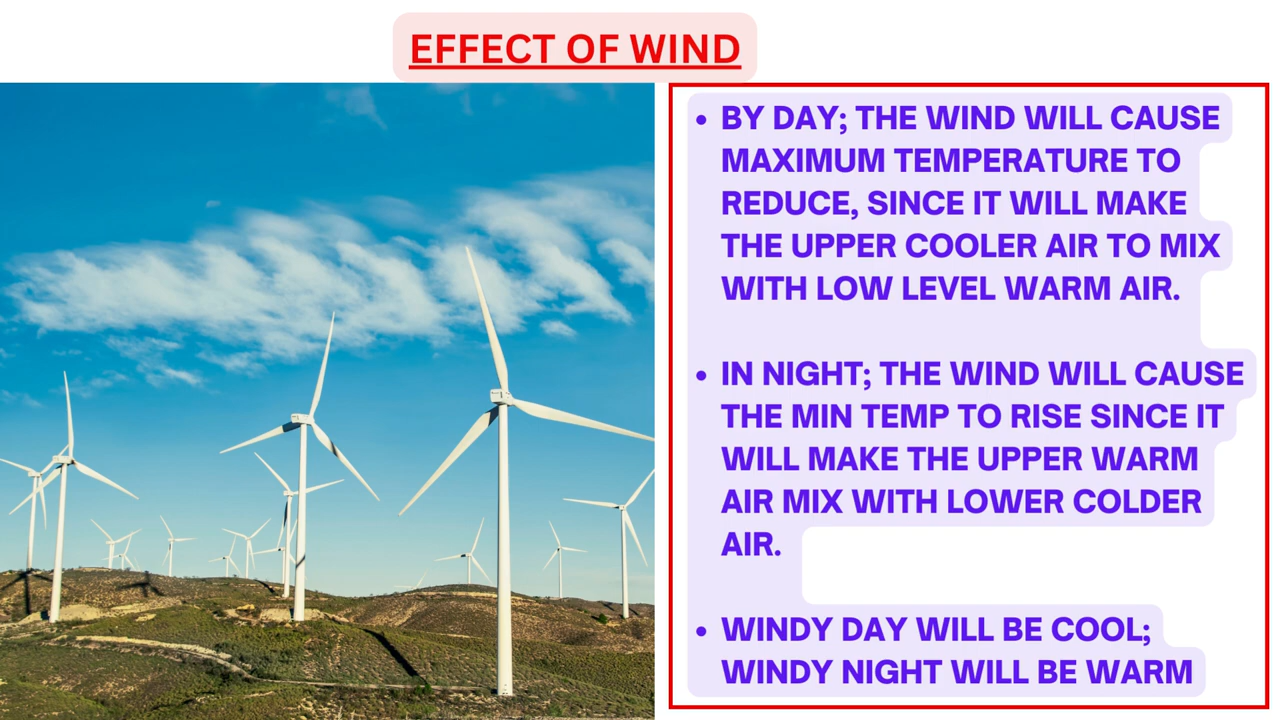 EFFECT OF WIND
• BY DAY; THE WIND WILL CAUSE
MAXIMUM TEMPERATURE TO
REDUCE, SINCE IT WILL MAKE
THE UPPER COOLER AIR TO MIX
WITH LOW LEVEL WARM AIR.
• IN NIGHT; THE WIND WILL CAUSE
THE MIN TEMP TO RISE SINCE IT
WILL MAKE THE UPPER WARM
AIR MIX WITH LOWER COLDER
AIR.
• WINDY DAY WILL BE COOL;
WINDY NIGHT WILL BE WARM